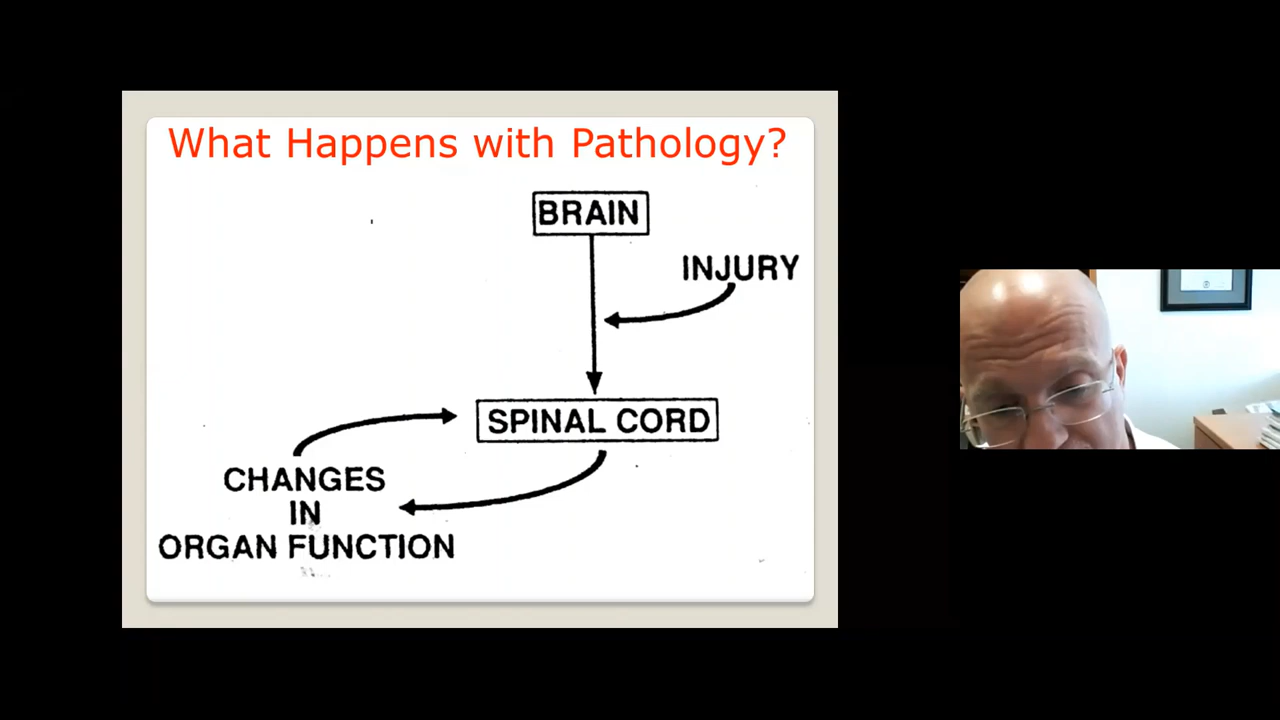 What Happens with Pathology?
BRAIN
INJURY
SPINAL CORD
CHANGES
IN
ORGAN FUNCTION